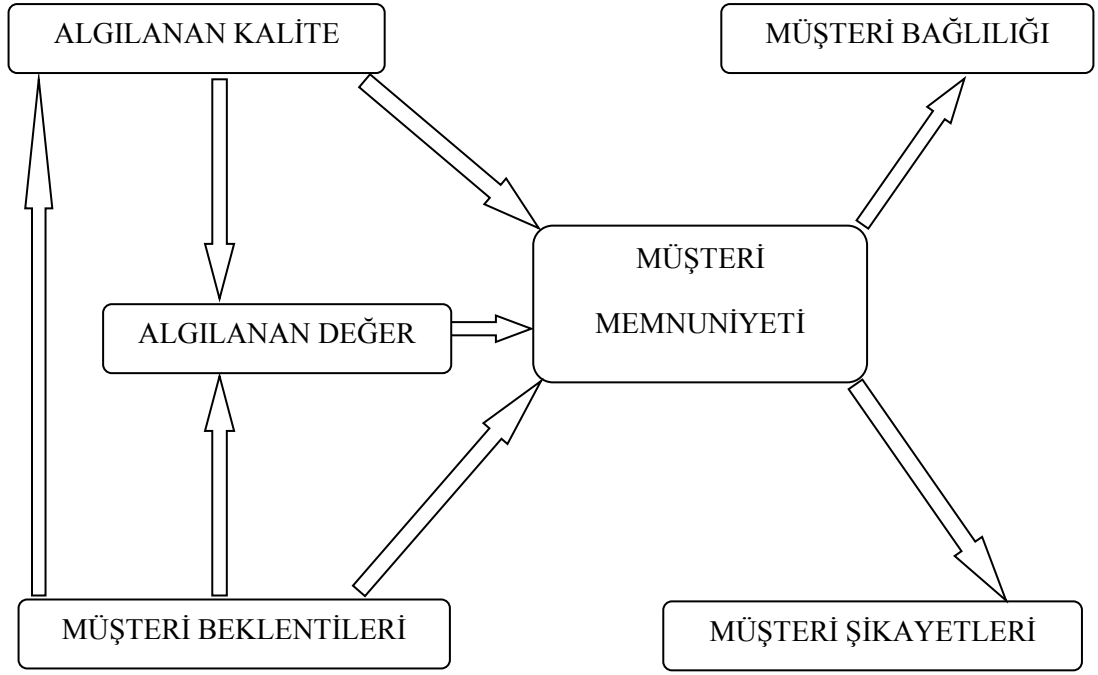 ALGILANAN KALİTE
MÜŞTERİ BAĞLILIĞI
MÜŞTERİ
MEMNUNİYETİ
ALGILANAN DEĞER
MÜŞTERİ BEKLENTİLERİ
MÜŞTERİ ŞİKAYETLERİ